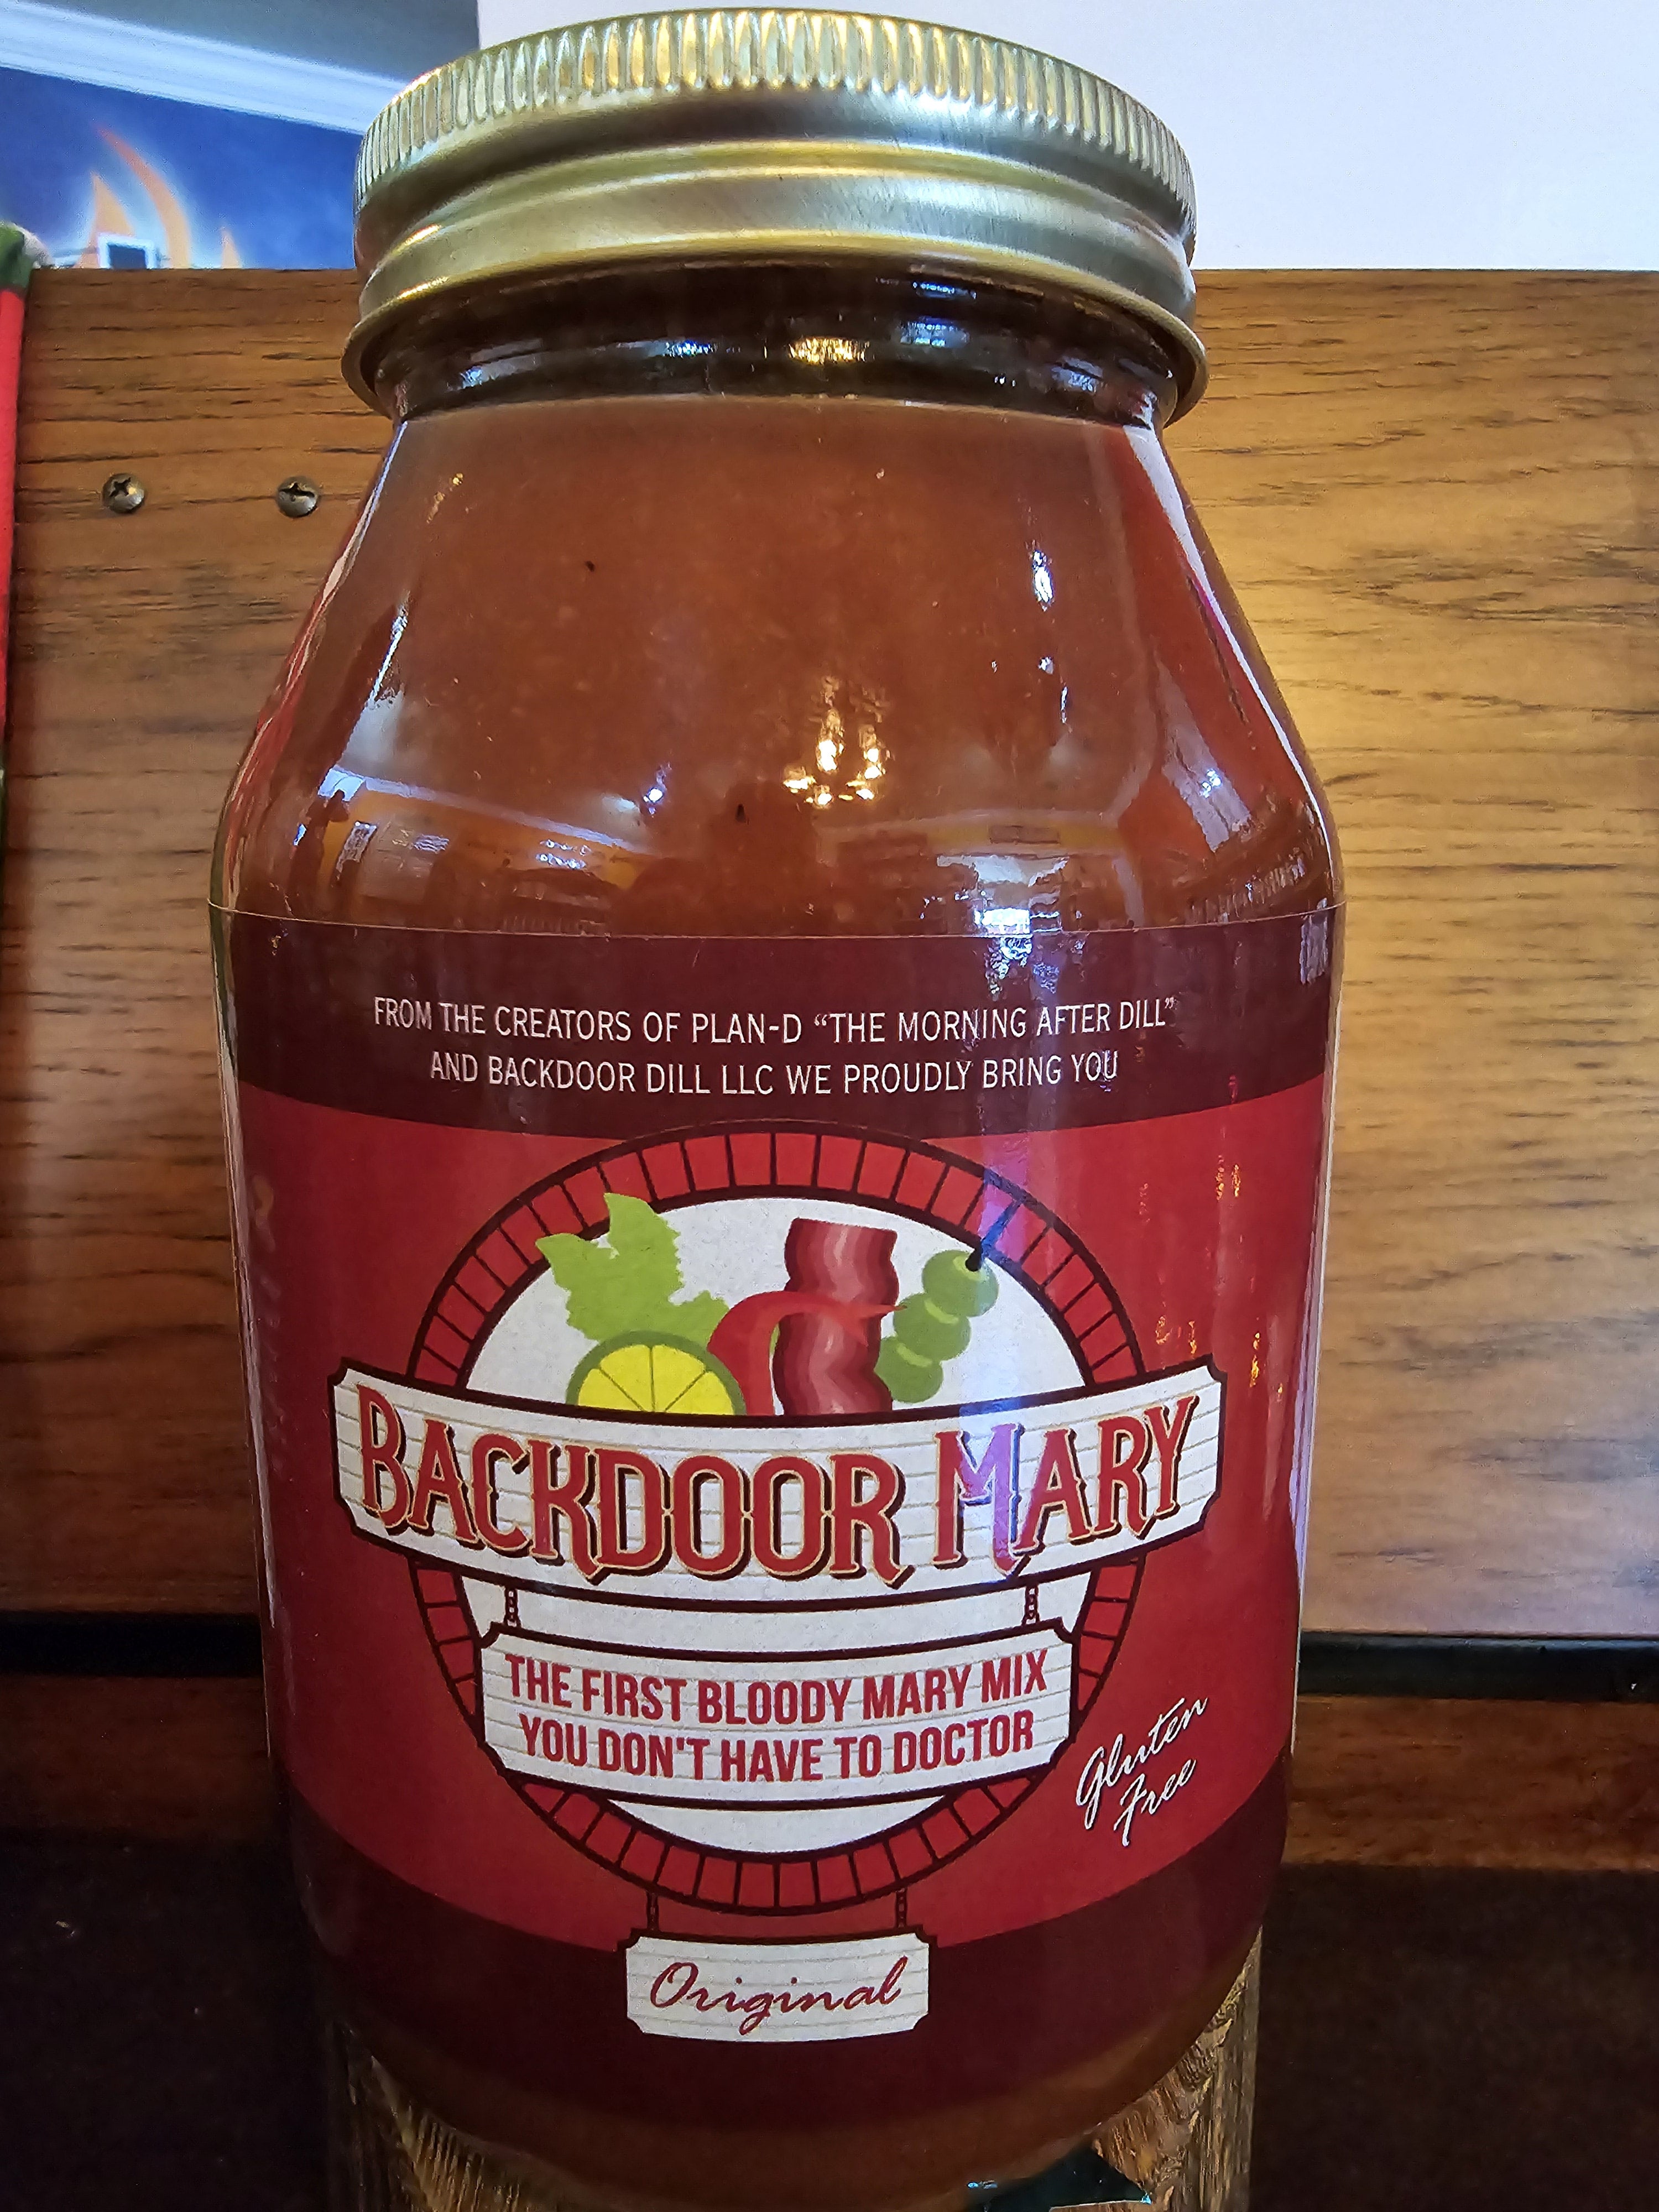 FROM THE CREATORS OF PLAN-D “THE MORNING AFTER DILL”
AND BACKDOOR DILL LLC WE PROUDLY BRING YOU
BACKDOOR MARY
THE FIRST BLOODY MARY MIX
YOU DON'T HAVE TO DOCTOR
Gluten
Free
Original